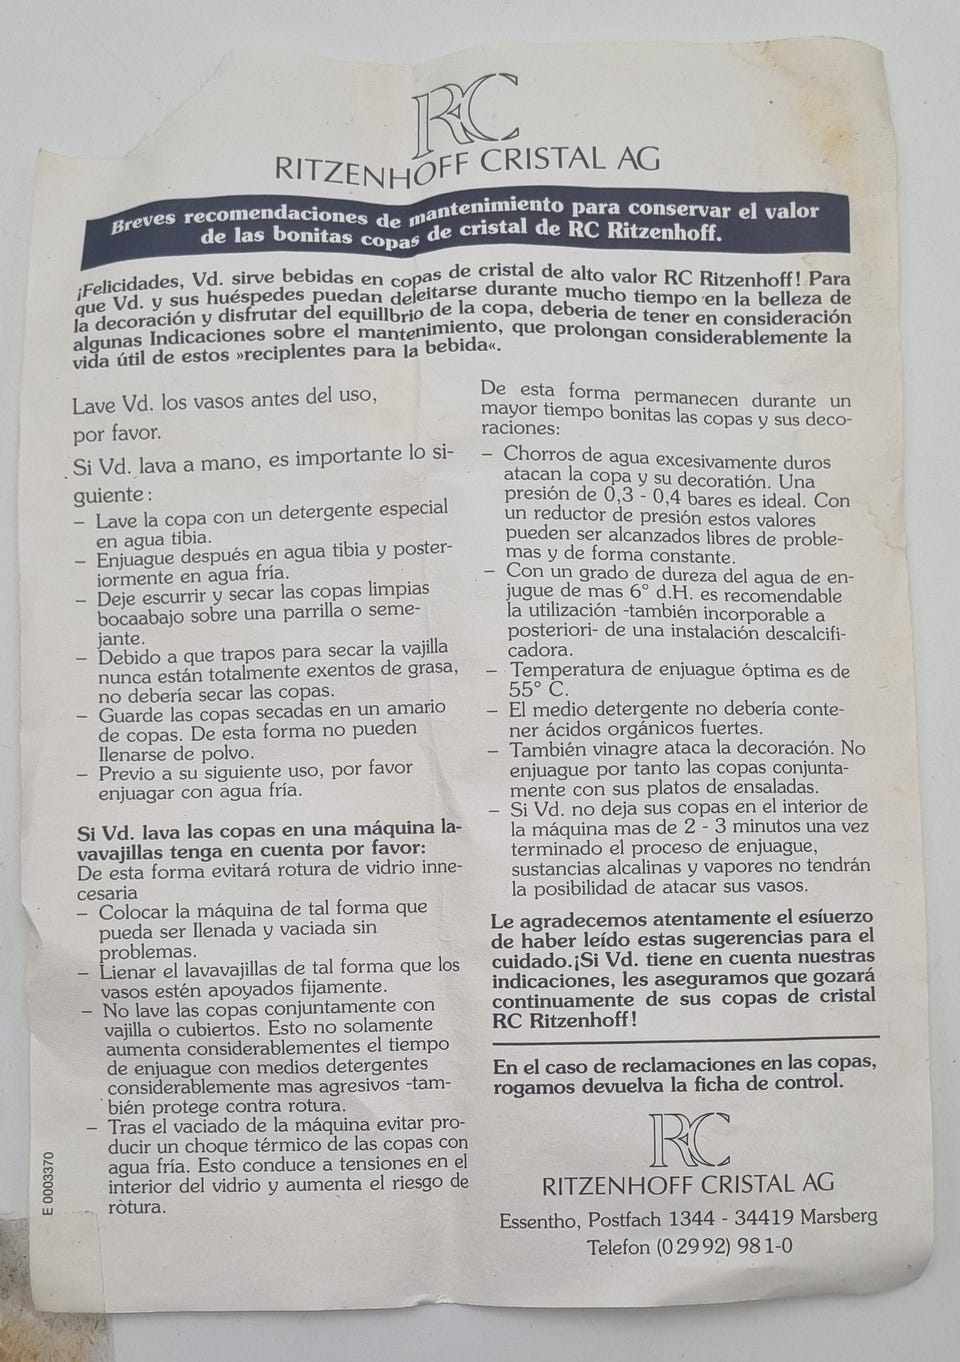 RC
RITZENHOFF CRISTAL AG
Breves recomendaciones de mantenimiento para conservar el valor
de las bonitas copas de cristal de RC Ritzenhoff.
¡Felicidades, Vd. sirve bebidas en copas de cristal de alto valor RC Ritzenhoff! Para
que Vd. y sus huéspedes puedan deleitarse durante mucho tiempo en la belleza de
la decoración y disfrutar del equillbrio de la copa, deberia de tener en consideración
algunas Indicaciones sobre el mantenimiento, que prolongan considerablemente la
vida útil de estos »reciplentes para la bebida«.
Lave Vd. los vasos antes del uso,
por favor.
Si Vd. lava a mano, es importante lo si-
guiente:
– Lave la copa con un detergente especial
en agua tibia.
– Enjuague después en agua tibia y poster-
iormente en agua fría.
– Deje escurrir y secar las copas limpias
bocaabajo sobre una parrilla o seme-
jante.
– Debido a que trapos para secar la vajilla
nunca están totalmente exentos de grasa,
no debería secar las copas.
– Guarde las copas secadas en un amario
de copas. De esta forma no pueden
llenarse de polvo.
– Previo a su siguiente uso, por favor
enjuagar con agua fría.
Si Vd. lava las copas en una máquina la-
vavajillas tenga en cuenta por favor:
De esta forma evitará rotura de vidrio inne-
cesaria
– Colocar la máquina de tal forma que
pueda ser llenada y vaciada sin
problemas.
– Lienar el lavavajillas de tal forma que los
vasos estén apoyados fijamente.
– No lave las copas conjuntamente con
vajilla o cubiertos. Esto no solamente
aumenta considerablementes el tiempo
de enjuague con medios detergentes
considerablemente mas agresivos -tam-
bién protege contra rotura.
– Tras el vaciado de la máquina evitar pro-
ducir un choque térmico de las copas con
agua fría. Esto conduce a tensiones en el
interior del vidrio y aumenta el riesgo de
ròtura.
E 0003370
De esta forma permanecen durante un
mayor tiempo bonitas las copas y sus deco-
raciones:
– Chorros de agua excesivamente duros
atacan la copa y su decoratión. Una
presión de 0,3 - 0,4 bares es ideal. Con
un reductor de presión estos valores
pueden ser alcanzados libres de proble-
mas y de forma constante.
– Con un grado de dureza del agua de en-
jugue de mas 6° d.H. es recomendable
la utilización -también incorporable a
posteriori- de una instalación descalcifi-
cadora.
– Temperatura de enjuague óptima es de
55° C.
– El medio detergente no debería conte-
ner ácidos orgánicos fuertes.
– También vinagre ataca la decoración. No
enjuague por tanto las copas conjunta-
mente con sus platos de ensaladas.
– Si Vd. no deja sus copas en el interior de
la máquina mas de 2 - 3 minutos una vez
terminado el proceso de enjuague,
sustancias alcalinas y vapores no tendrán
la posibilidad de atacar sus vasos.
Le agradecemos atentamente el esíuerzo
de haber leído estas sugerencias para el
cuidado.¡Si Vd. tiene en cuenta nuestras
indicaciones, les aseguramos que gozará
continuamente de sus copas de cristal
RC Ritzenhoff!
En el caso de reclamaciones en las copas,
rogamos devuelva la ficha de control.
RC
RITZENHOFF CRISTAL AG
Essentho, Postfach 1344 - 34419 Marsberg
Telefon (0 29 92) 98 1-0